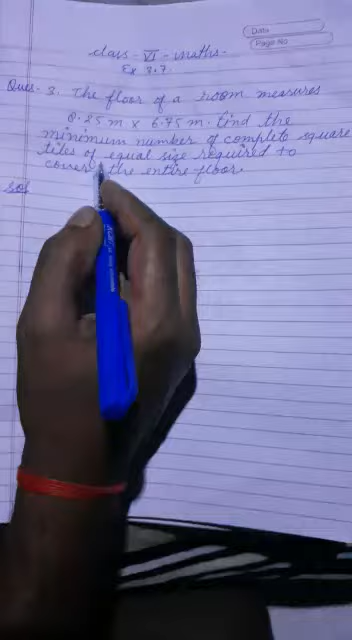 Date
Page No
class - VI - maths -
Ex 3.7
Ques - 3. The floor of a room measures
8.25 m x 6.75 m. Find the
minimum number of complete square
tiles of equal size required to
cover the entire floor.
Sol